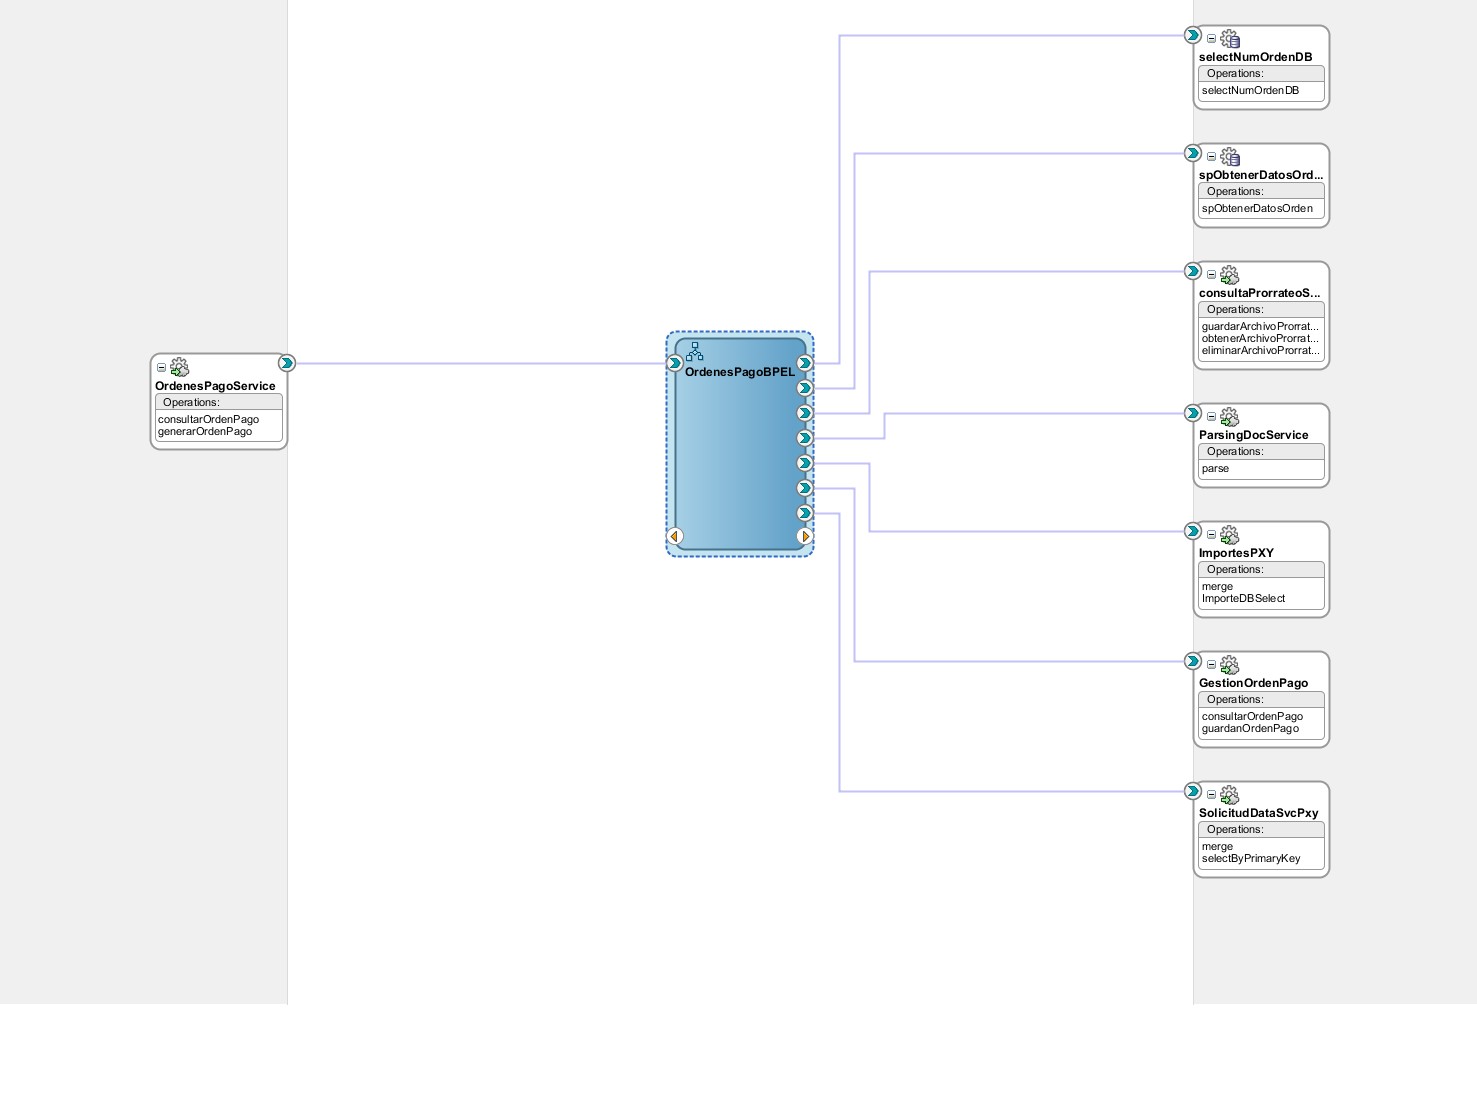 OrdenesPagoService
Operations:
consultarOrdenPago
generarOrdenPago
OrdenesPagoBPEL
selectNumOrdenDB
Operations:
selectNumOrdenDB
spObtenerDatosOrd...
Operations:
spObtenerDatosOrden
consultaProrrateoS...
Operations:
guardarArchivoProrrat...
obtenerArchivoProrrat...
eliminarArchivoProrrat...
ParsingDocService
Operations:
parse
ImportesPXY
Operations:
merge
ImporteDBSelect
GestionOrdenPago
Operations:
consultarOrdenPago
guardanOrdenPago
SolicitudDataSvcPxy
Operations:
merge
selectByPrimaryKey